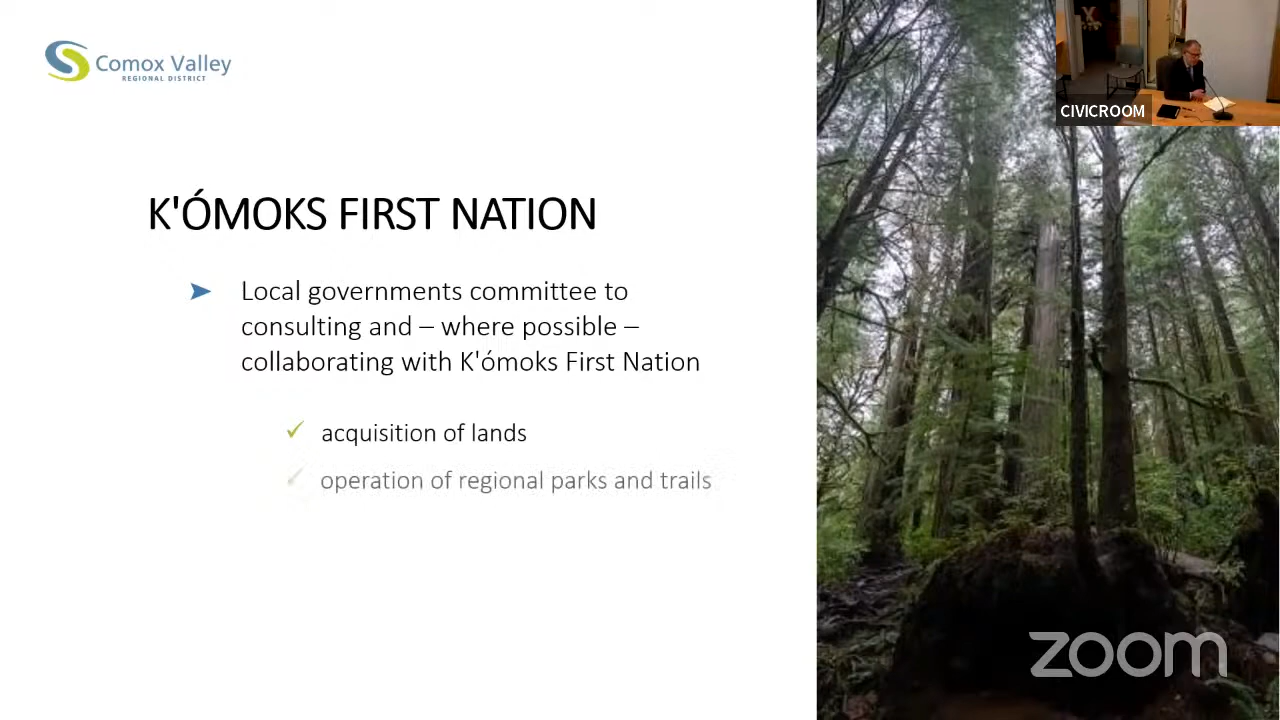 Comox Valley
REGIONAL DISTRICT
CIVICROOM
K'ÓMOKS FIRST NATION
Local governments committee to
consulting and – where possible –
collaborating with K'ómoks First Nation
acquisition of lands
operation of regional parks and trails
zoom